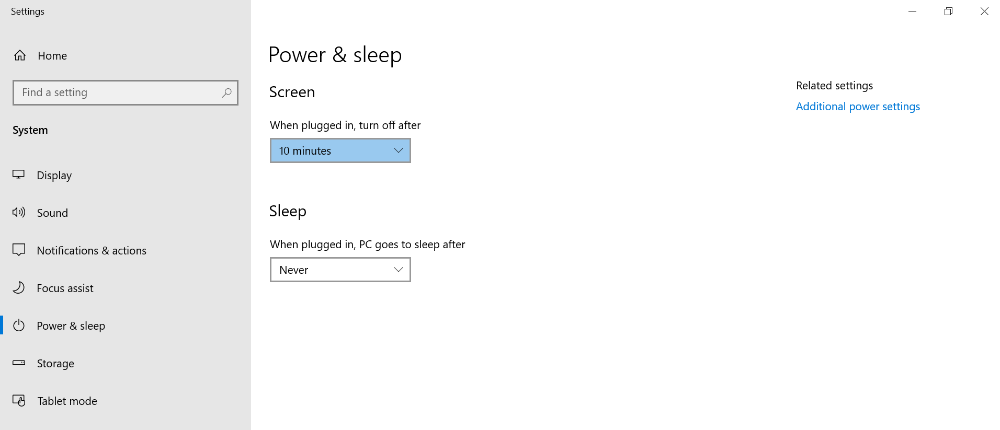 Settings
Home
Find a setting
System
Display
Sound
Notifications & actions
Focus assist
Power & sleep
Storage
Tablet mode
Power & sleep
Screen
When plugged in, turn off after
10 minutes
Sleep
When plugged in, PC goes to sleep after
Never
Related settings
Additional power settings